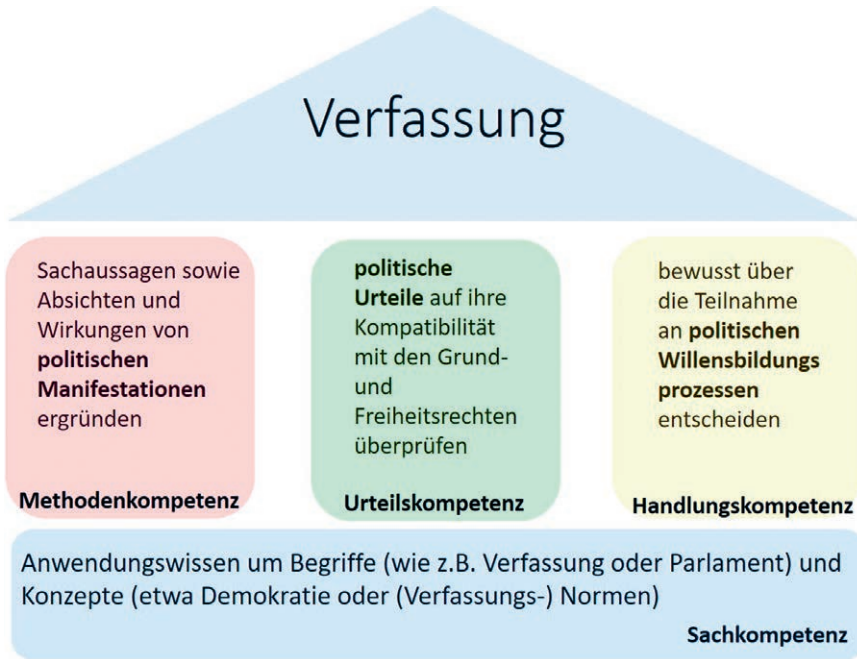 Verfassung
Sachaussagen sowie
Absichten und
Wirkungen von
politischen
Manifestationen
ergründen
Methodenkompetenz
politische
Urteile auf ihre
Kompatibilität
mit den Grund-
und
Freiheitsrechten
überprüfen
Urteilskompetenz
bewusst über
die Teilnahme
an politischen
Willensbildungs
prozessen
entscheiden
Handlungskompetenz
Anwendungswissen um Begriffe (wie z.B. Verfassung oder Parlament) und
Konzepte (etwa Demokratie oder (Verfassungs-) Normen)
Sachkompetenz